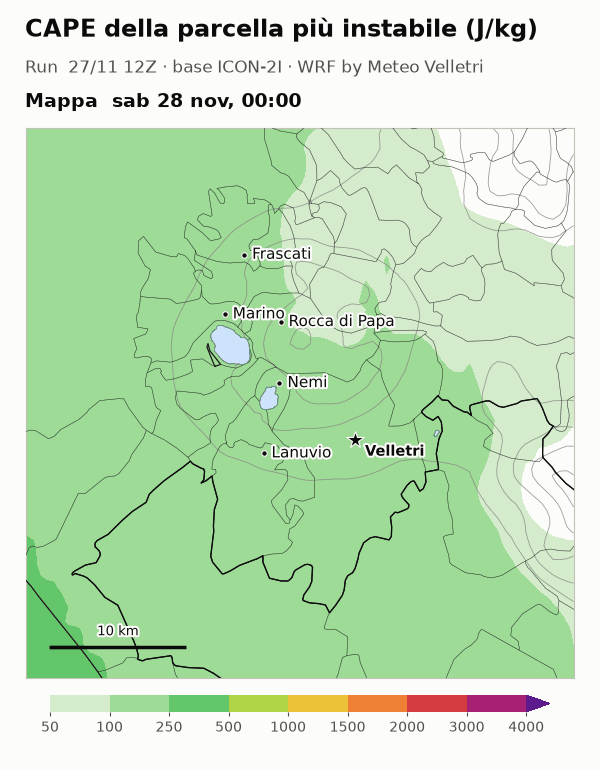 CAPE della parcella più instabile (J/kg)
Run  27/11 12Z · base ICON-2I · WRF by Meteo Velletri
Mappa  sab 28 nov, 00:00
Frascati
Marino
Rocca di Papa
Nemi
Velletri
Lanuvio
10 km
50 100 250 500 1000 1500 2000 3000 4000